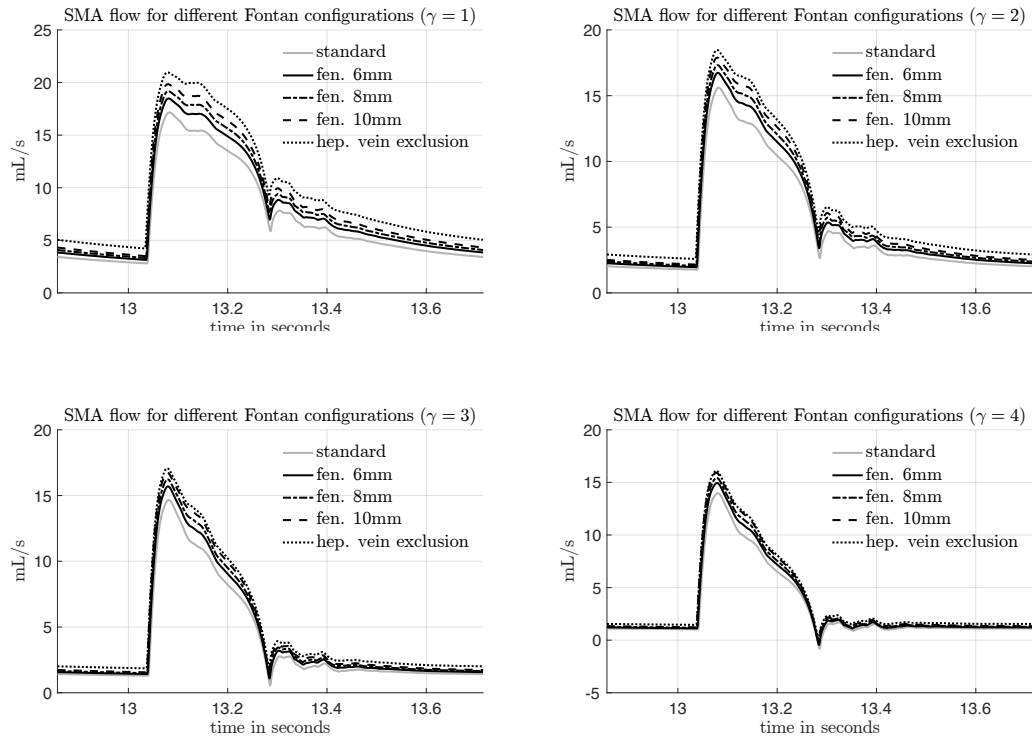 SMA flow for different Fontan configurations (γ = 1)
25
20
15
10
5
0
mL/s
standard
fen. 6mm
fen. 8mm
fen. 10mm
hep. vein exclusion
13
13.2
13.4
13.6
time in seconds
SMA flow for different Fontan configurations (γ = 2)
20
15
10
5
0
mL/s
standard
fen. 6mm
fen. 8mm
fen. 10mm
hep. vein exclusion
13
13.2
13.4
13.6
time in seconds
SMA flow for different Fontan configurations (γ = 3)
20
15
10
5
0
mL/s
standard
fen. 6mm
fen. 8mm
fen. 10mm
hep. vein exclusion
13
13.2
13.4
13.6
time in seconds
SMA flow for different Fontan configurations (γ = 4)
20
15
10
5
0
-5
mL/s
standard
fen. 6mm
fen. 8mm
fen. 10mm
hep. vein exclusion
13
13.2
13.4
13.6
time in seconds